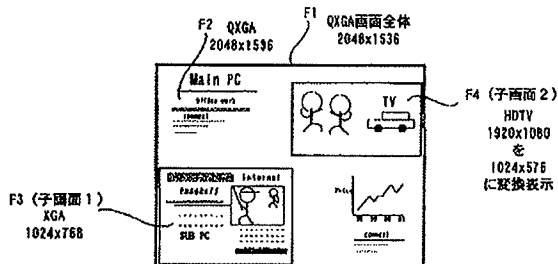 F2
QXGA
2048x1536
F1
QXGA画面全体
2048x1536
Main PC
Office work
TV
F4 (子画面2)
HDTV
1920x1080
を
1024x576
に変換表示
F3 (子画面1)
XGA
1024x768
Internet
SUB PC